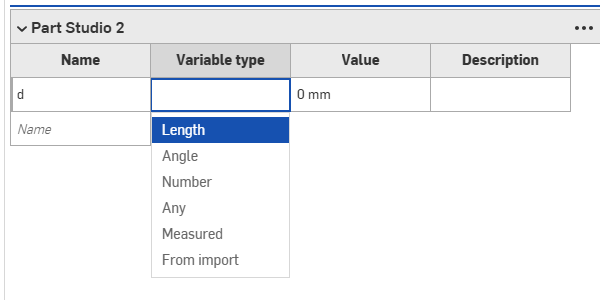 Part Studio 2
Name Variable type Value Description
d 0 mm
Name
Length
Angle
Number
Any
Measured
From import